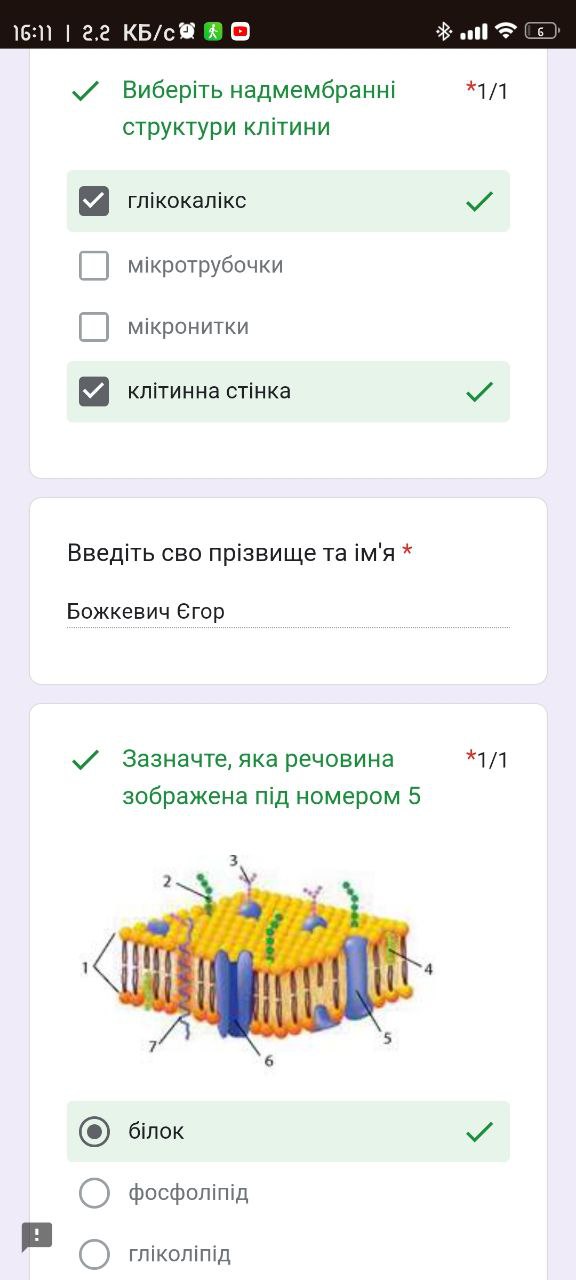 16:11 | 2.2 КБ/с
6
Виберіть надмембранні *1/1
структури клітини
глікокалікс
мікротрубочки
мікронитки
клітинна стінка
Введіть сво прізвище та ім'я *
Божкевич Єгор
Зазначте, яка речовина *1/1
зображена під номером 5
3
2
1
4
5
7
6
білок
фосфоліпід
гліколіпід